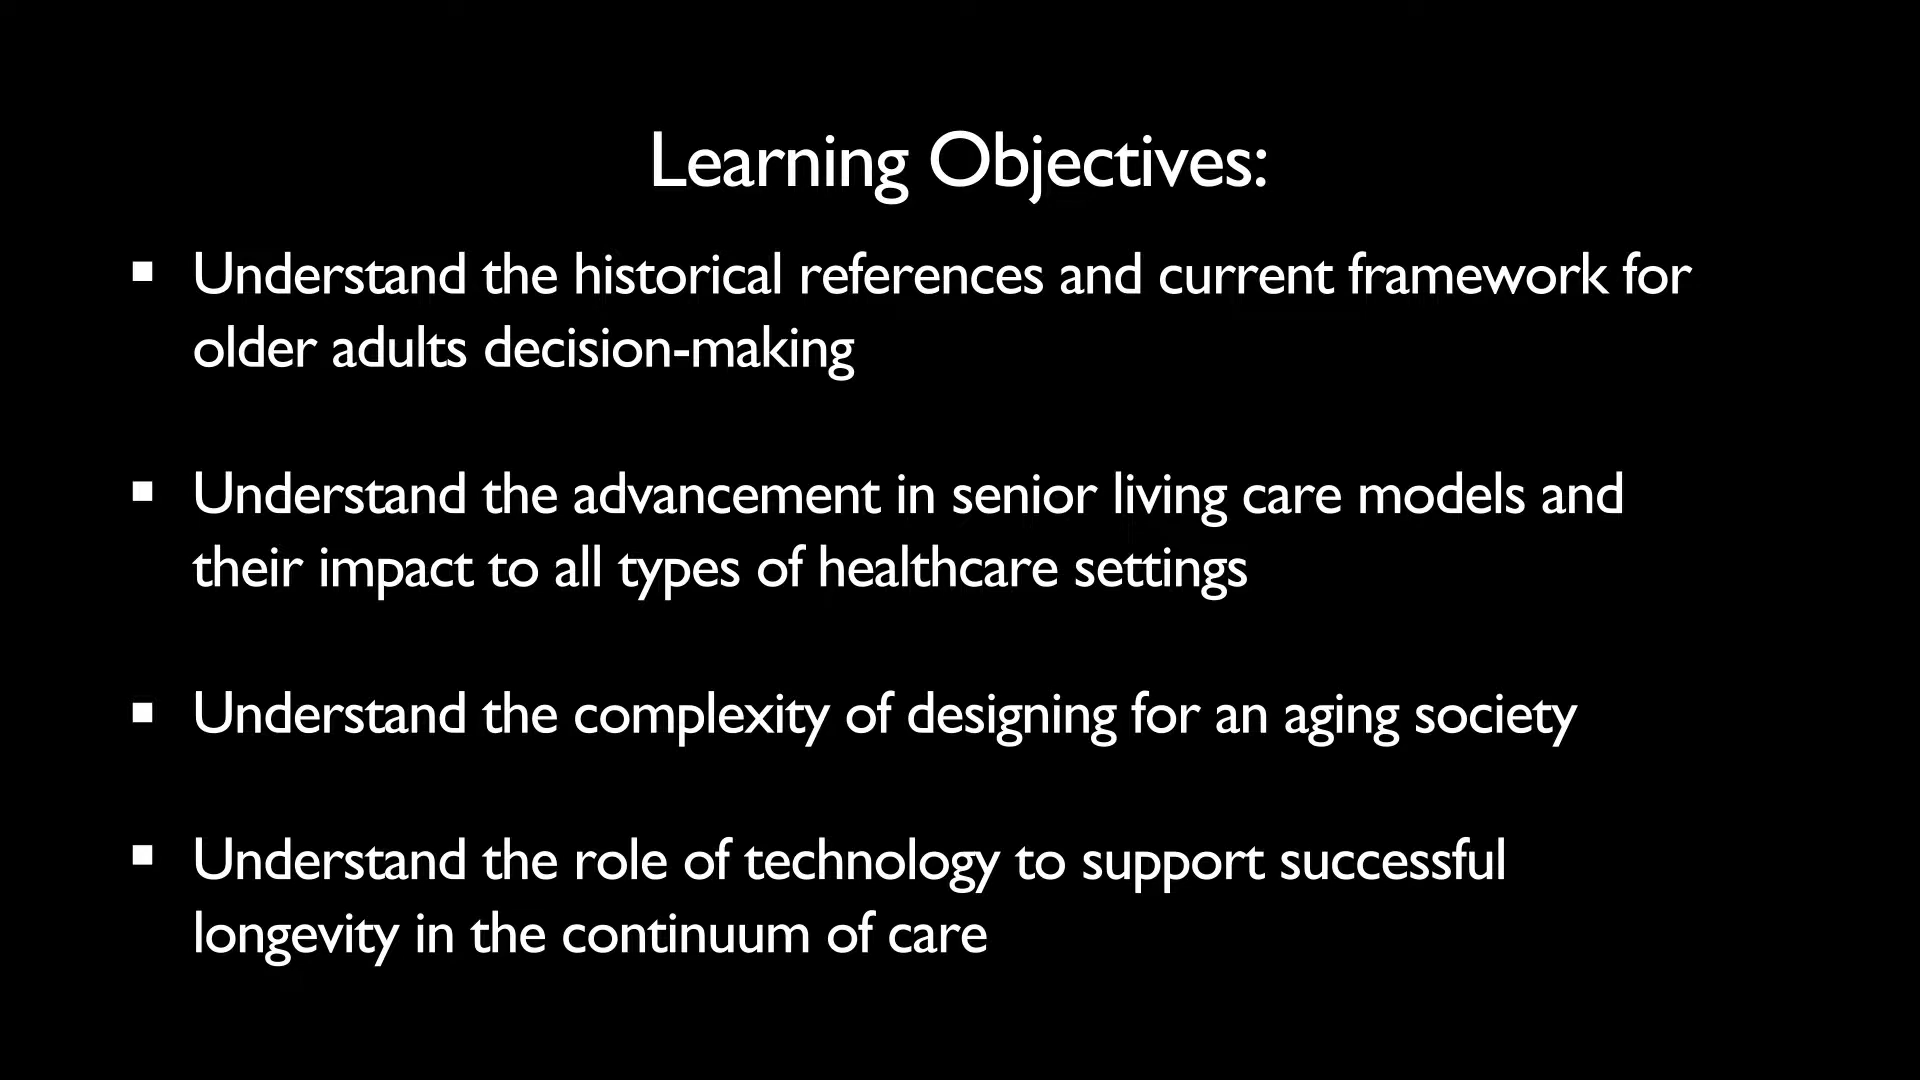 Learning Objectives:
▪ Understand the historical references and current framework for
older adults decision-making
▪ Understand the advancement in senior living care models and
their impact to all types of healthcare settings
▪ Understand the complexity of designing for an aging society
▪ Understand the role of technology to support successful
longevity in the continuum of care